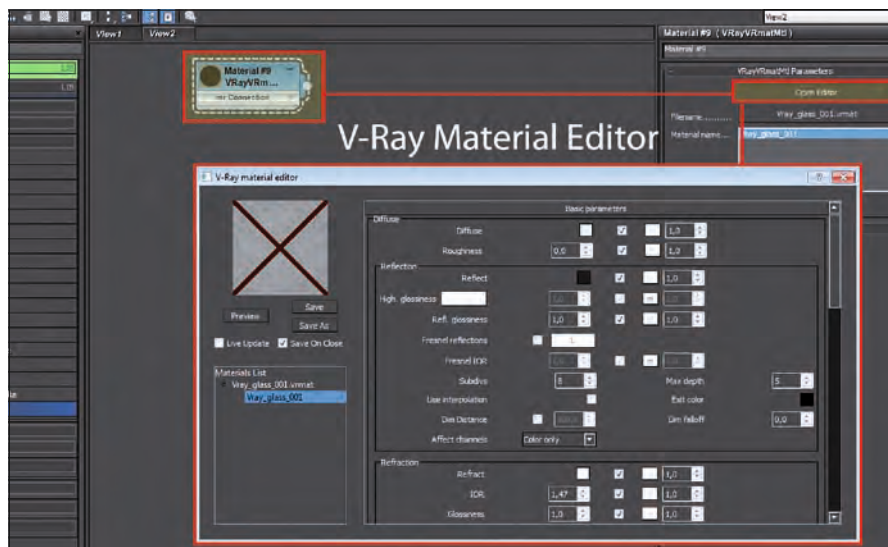 View1
View2
View2
Material #9 ( VRayVRmatMtl )
Material #9
Material #9
VRayVRm...
mr Connection
VRayVRmatMtl Parameters
Open Editor
Filename.........
Vray_glass_001.vrmat
Material name...
Vray_glass_001
V-Ray Material Editor
V-Ray material editor
Basic parameters
Diffuse
Diffuse
1,0
Roughness
0,0
1,0
Reflection
Reflect
1,0
High. glossiness
Refl. glossiness
1,0
1,0
Fresnel reflections
L
Fresnel IOR
Subdivs
8
Max depth
5
Use interpolation
Exit color
Dim Distance
Dim falloff
0,0
Affect channels
Color only
Preview
Save
Save As
Live Update
Save On Close
Materials List
Vray_glass_001.vrmat
Vray_glass_001
Refraction
Refract
1,0
IOR
1,47
1,0
Glossiness
1,0
1,0